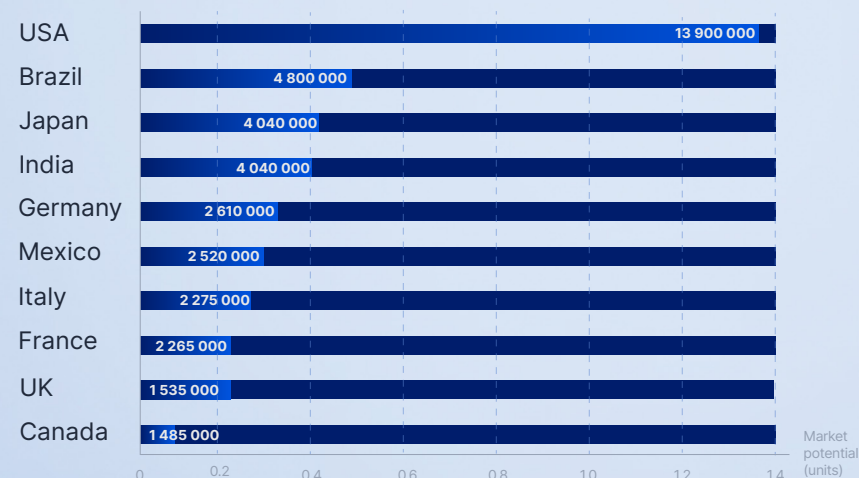 USA 13 900 000
Brazil 4 800 000
Japan 4 040 000
India 4 040 000
Germany 2 610 000
Mexico 2 520 000
Italy 2 275 000
France 2 265 000
UK 1 535 000
Canada 1 485 000
Market
potential
(units)
0 0.2 0.4 0.6 0.8 1.0 1.2 1.4